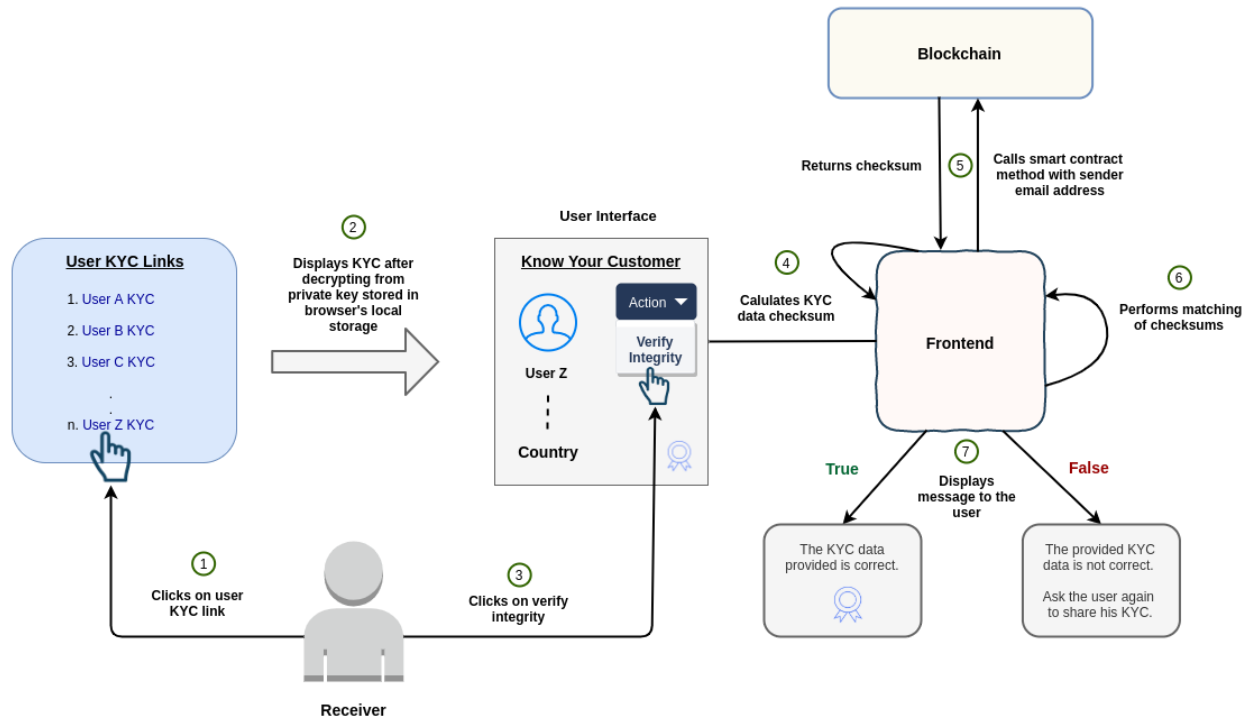 Blockchain
Returns checksum
5
Calls smart contract
method with sender
email address
User KYC Links
1. User A KYC
2. User B KYC
3. User C KYC
.
.
n. User Z KYC
2
Displays KYC after
decrypting from
private key stored in
browser's local
storage
User Interface
Know Your Customer
Action
Verify
Integrity
User Z
Country
4
Calulates KYC
data checksum
Frontend
6
Performs matching
of checksums
True
7
Displays
message to the
user
False
The KYC data
provided is correct.
The provided KYC
data is not correct.
Ask the user again
to share his KYC.
1
Clicks on user
KYC link
3
Clicks on verify
integrity
Receiver